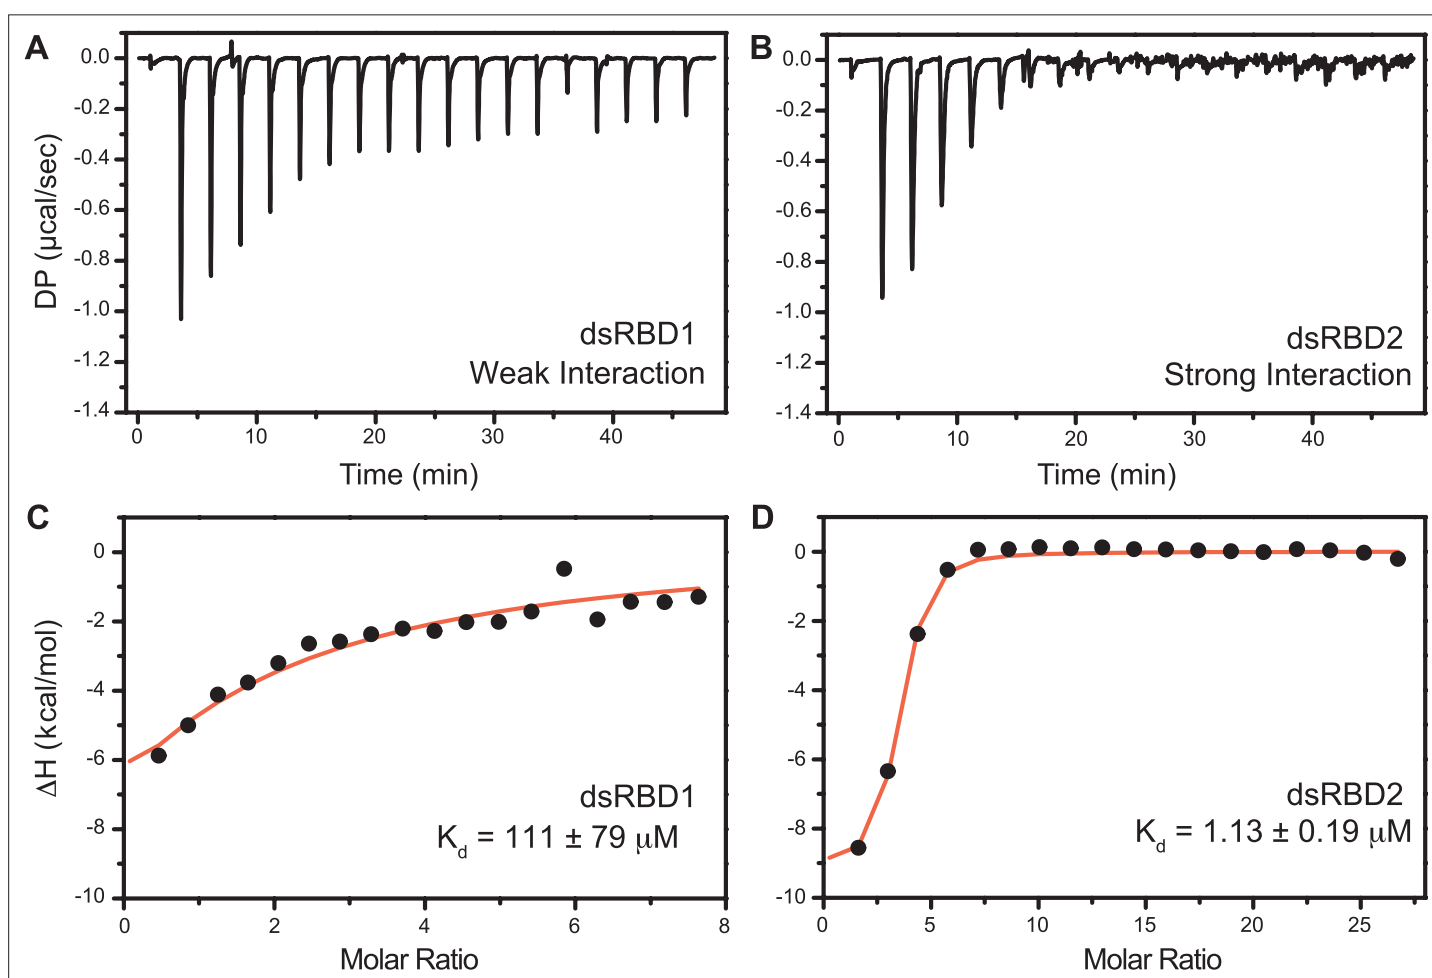 A
0.0
-0.2
-0.4
-0.6
-0.8
-1.0
-1.2
-1.4
DP (µcal/sec)
dsRBD1
Weak Interaction
0 10 20 30 40
Time (min)
B
0.0
-0.2
-0.4
-0.6
-0.8
-1.0
-1.2
-1.4
dsRBD2
Strong Interaction
0 10 20 30 40
Time (min)
C
0
-2
-4
-6
-8
-10
ΔH (kcal/mol)
dsRBD1
Kd = 111 ± 79 µM
0 2 4 6 8
Molar Ratio
D
0
-2
-4
-6
-8
-10
dsRBD2
Kd = 1.13 ± 0.19 µM
0 5 10 15 20 25
Molar Ratio